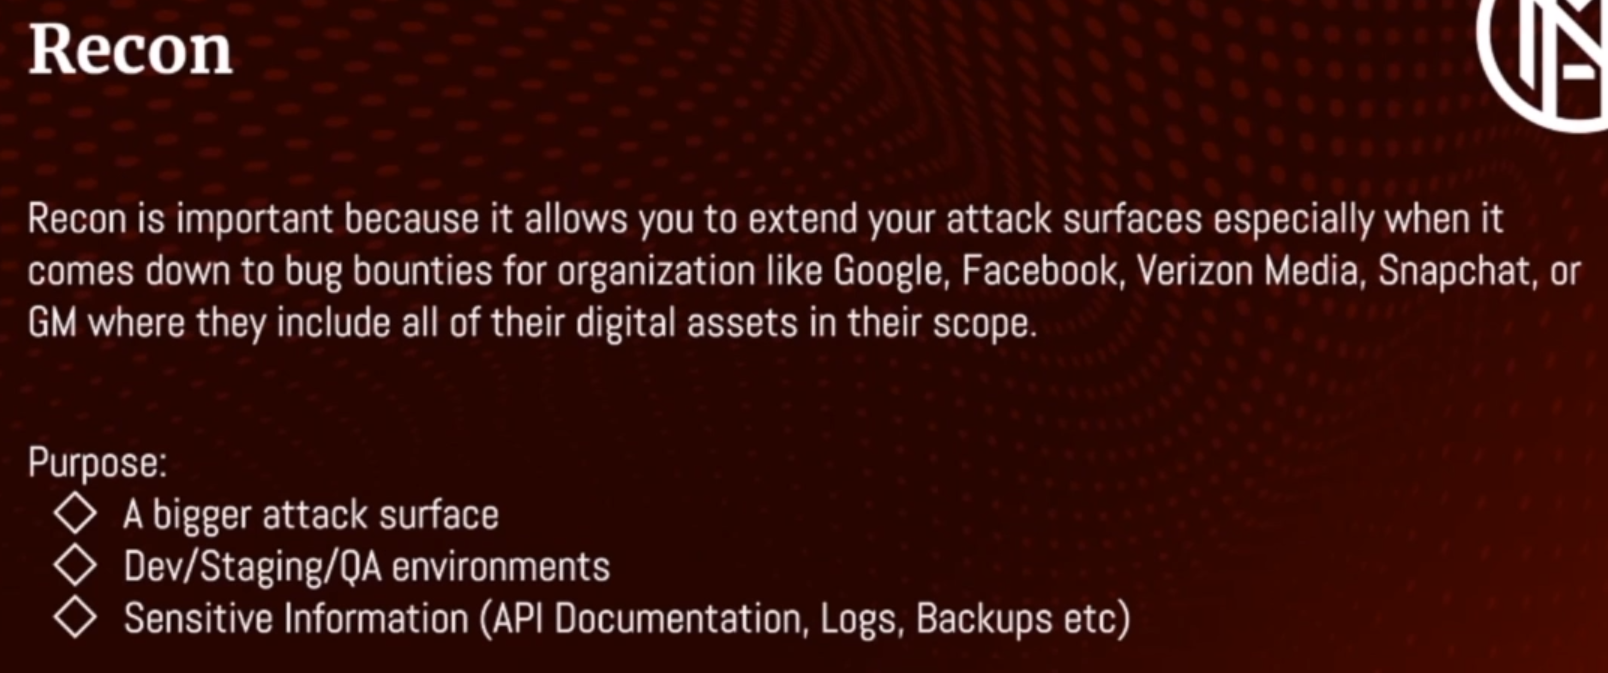 Recon
Recon is important because it allows you to extend your attack surfaces especially when it
comes down to bug bounties for organization like Google, Facebook, Verizon Media, Snapchat, or
GM where they include all of their digital assets in their scope.
Purpose:
◇ A bigger attack surface
◇ Dev/Staging/QA environments
◇ Sensitive Information (API Documentation, Logs, Backups etc)